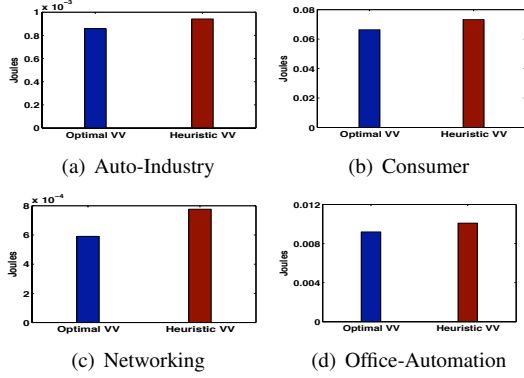 x 10⁻³
1
0.8
0.6
0.4
0.2
0
Joules
Optimal VV Heuristic VV
(a) Auto-Industry
0.08
0.06
0.04
0.02
0.00
Joules
Optimal VV Heuristic VV
(b) Consumer
x 10⁻⁴
8
6
4
2
0
Joules
Optimal VV Heuristic VV
(c) Networking
0.012
0.008
0.004
0
Joules
Optimal VV Heuristic VV
(d) Office-Automation